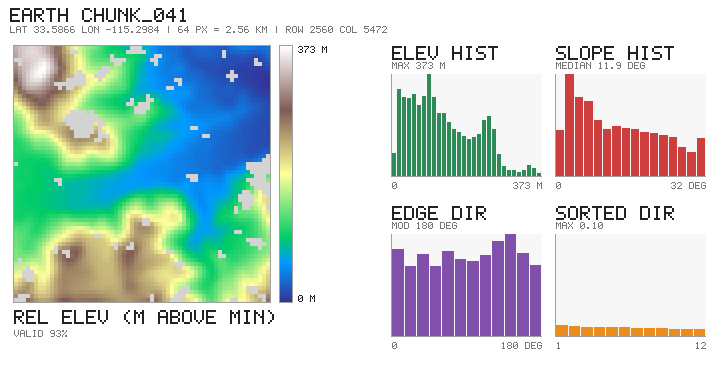 EARTH CHUNK_041
LAT 33.5866 LON -115.2984 | 64 PX = 2.56 KM | ROW 2560 COL 5472
373 M
0 M
REL ELEV (M ABOVE MIN)
VALID 93%
ELEV HIST
MAX 373 M
0 373 M
SLOPE HIST
MEDIAN 11.9 DEG
0 32 DEG
EDGE DIR
MOD 180 DEG
0 180 DEG
SORTED DIR
MAX 0.10
1 12